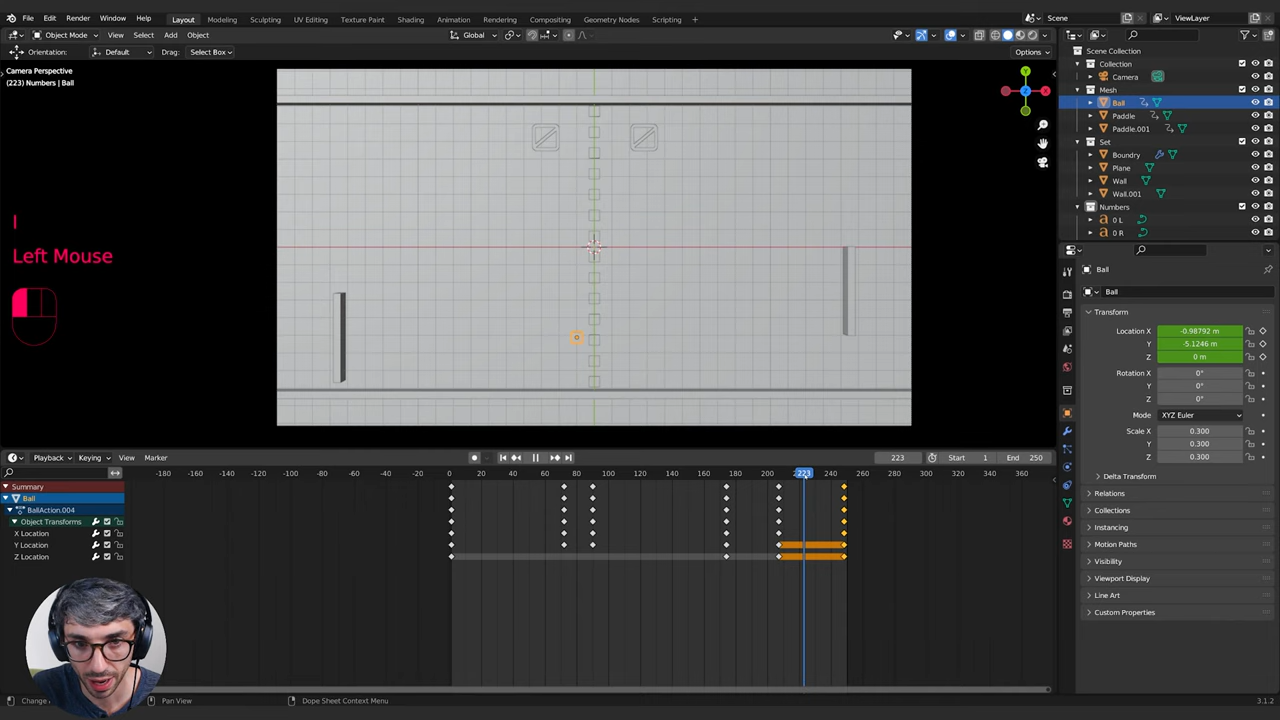 File Edit Render Window Help Layout Modeling Sculpting UV Editing Texture Paint Shading Animation Rendering Compositing Geometry Nodes Scripting + Scene ViewLayer
Object Mode View Select Add Object Global
Orientation: Default Drag: Select Box Options
Camera Perspective
(223) Numbers | Ball
Y
X
Z
I
Left Mouse
Scene Collection
Collection
Camera
Mesh
Ball
Paddle
Paddle.001
Set
Boundry
Plane
Wall
Wall.001
Numbers
0 L
0 R
Ball
Ball
Transform
Location X -0.98792 m
Y -5.1246 m
Z 0 m
Rotation X 0°
Y 0°
Z 0°
Mode XYZ Euler
Scale X 0.300
Y 0.300
Z 0.300
Delta Transform
Relations
Collections
Instancing
Motion Paths
Visibility
Viewport Display
Line Art
Custom Properties
Playback Keying View Marker 223 Start 1 End 250
-180 -160 -140 -120 -100 -80 -60 -40 -20 0 20 40 60 80 100 120 140 160 180 200 223 240 260 280 300 320 340 360
Summary
Ball
BallAction.004
Object Transforms
X Location
Y Location
Z Location
Change Pan View Dope Sheet Context Menu 3.1.2